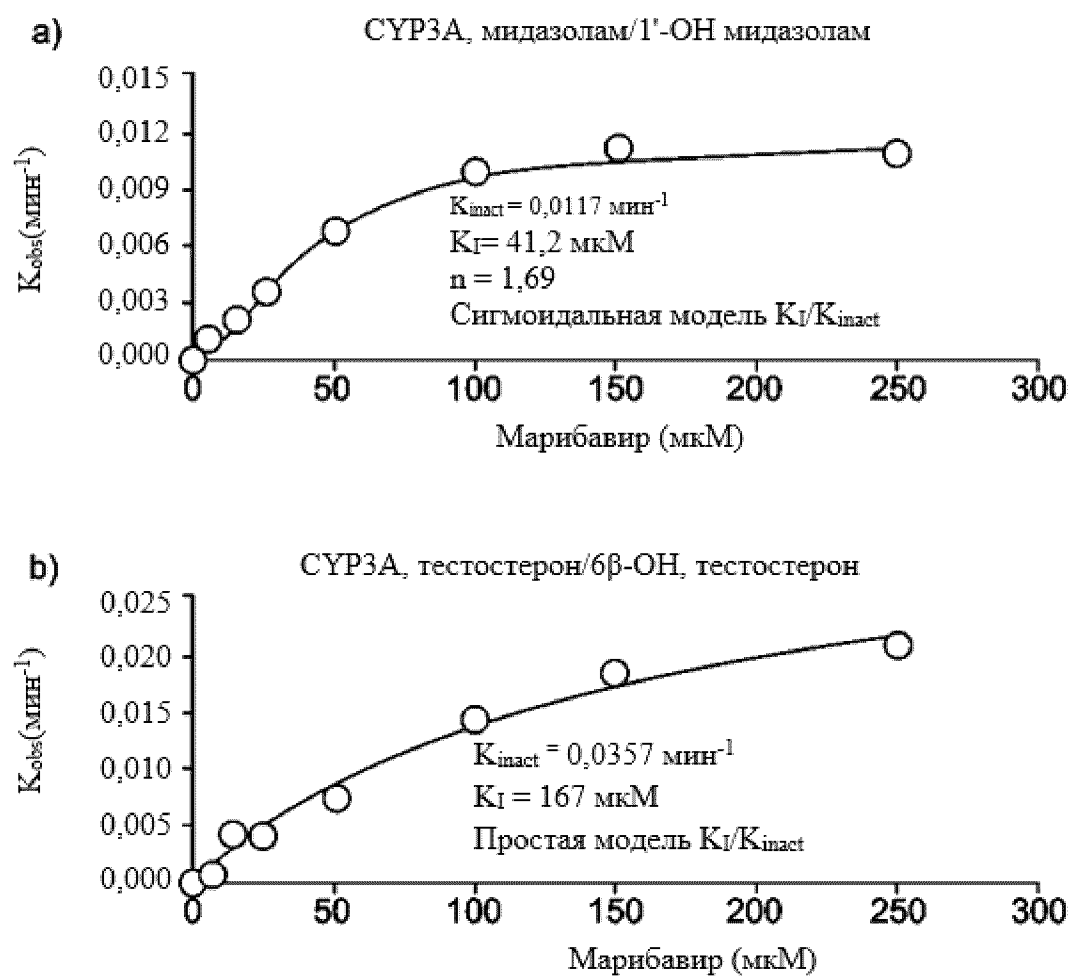 a)
CYP3A, мидазолам/1'-ОН мидазолам
Kobs(мин-1)
0,015
0,012
0,009
0,006
0,003
0,000
Kinact = 0,0117 мин-1
KI= 41,2 мкМ
n = 1,69
Сигмоидальная модель KI/Kinact
0 50 100 150 200 250 300
Марибавир (мкМ)
b)
CYP3A, тестостерон/6β-ОН, тестостерон
Kobs(мин-1)
0,025
0,020
0,015
0,010
0,005
0,000
Kinact = 0,0357 мин-1
KI = 167 мкМ
Простая модель KI/Kinact
0 50 100 150 200 250 300
Марибавир (мкМ)